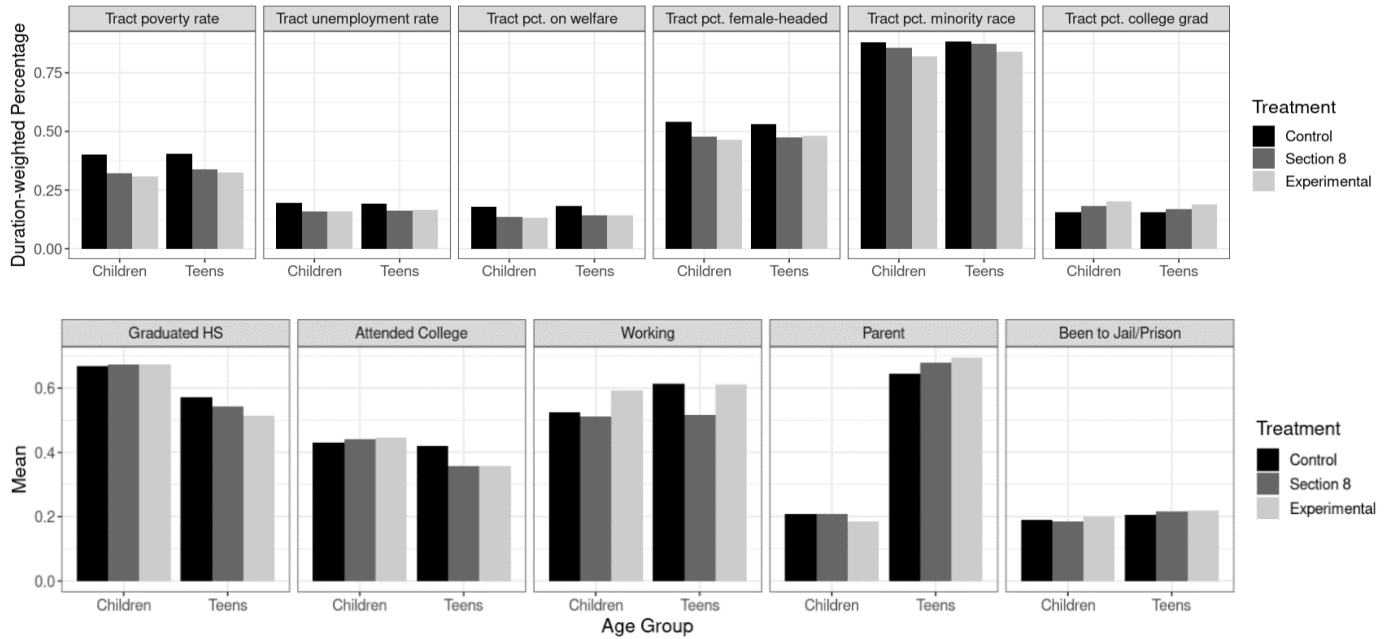 Tract poverty rate
Tract unemployment rate
Tract pct. on welfare
Tract pct. female-headed
Tract pct. minority race
Tract pct. college grad
Duration-weighted Percentage
0.75
0.50
0.25
0.00
Children Teens
Children Teens
Children Teens
Children Teens
Children Teens
Children Teens
Treatment
Control
Section 8
Experimental
Graduated HS
Attended College
Working
Parent
Been to Jail/Prison
Mean
0.6
0.4
0.2
0.0
Children Teens
Children Teens
Children Teens
Children Teens
Children Teens
Age Group
Treatment
Control
Section 8
Experimental